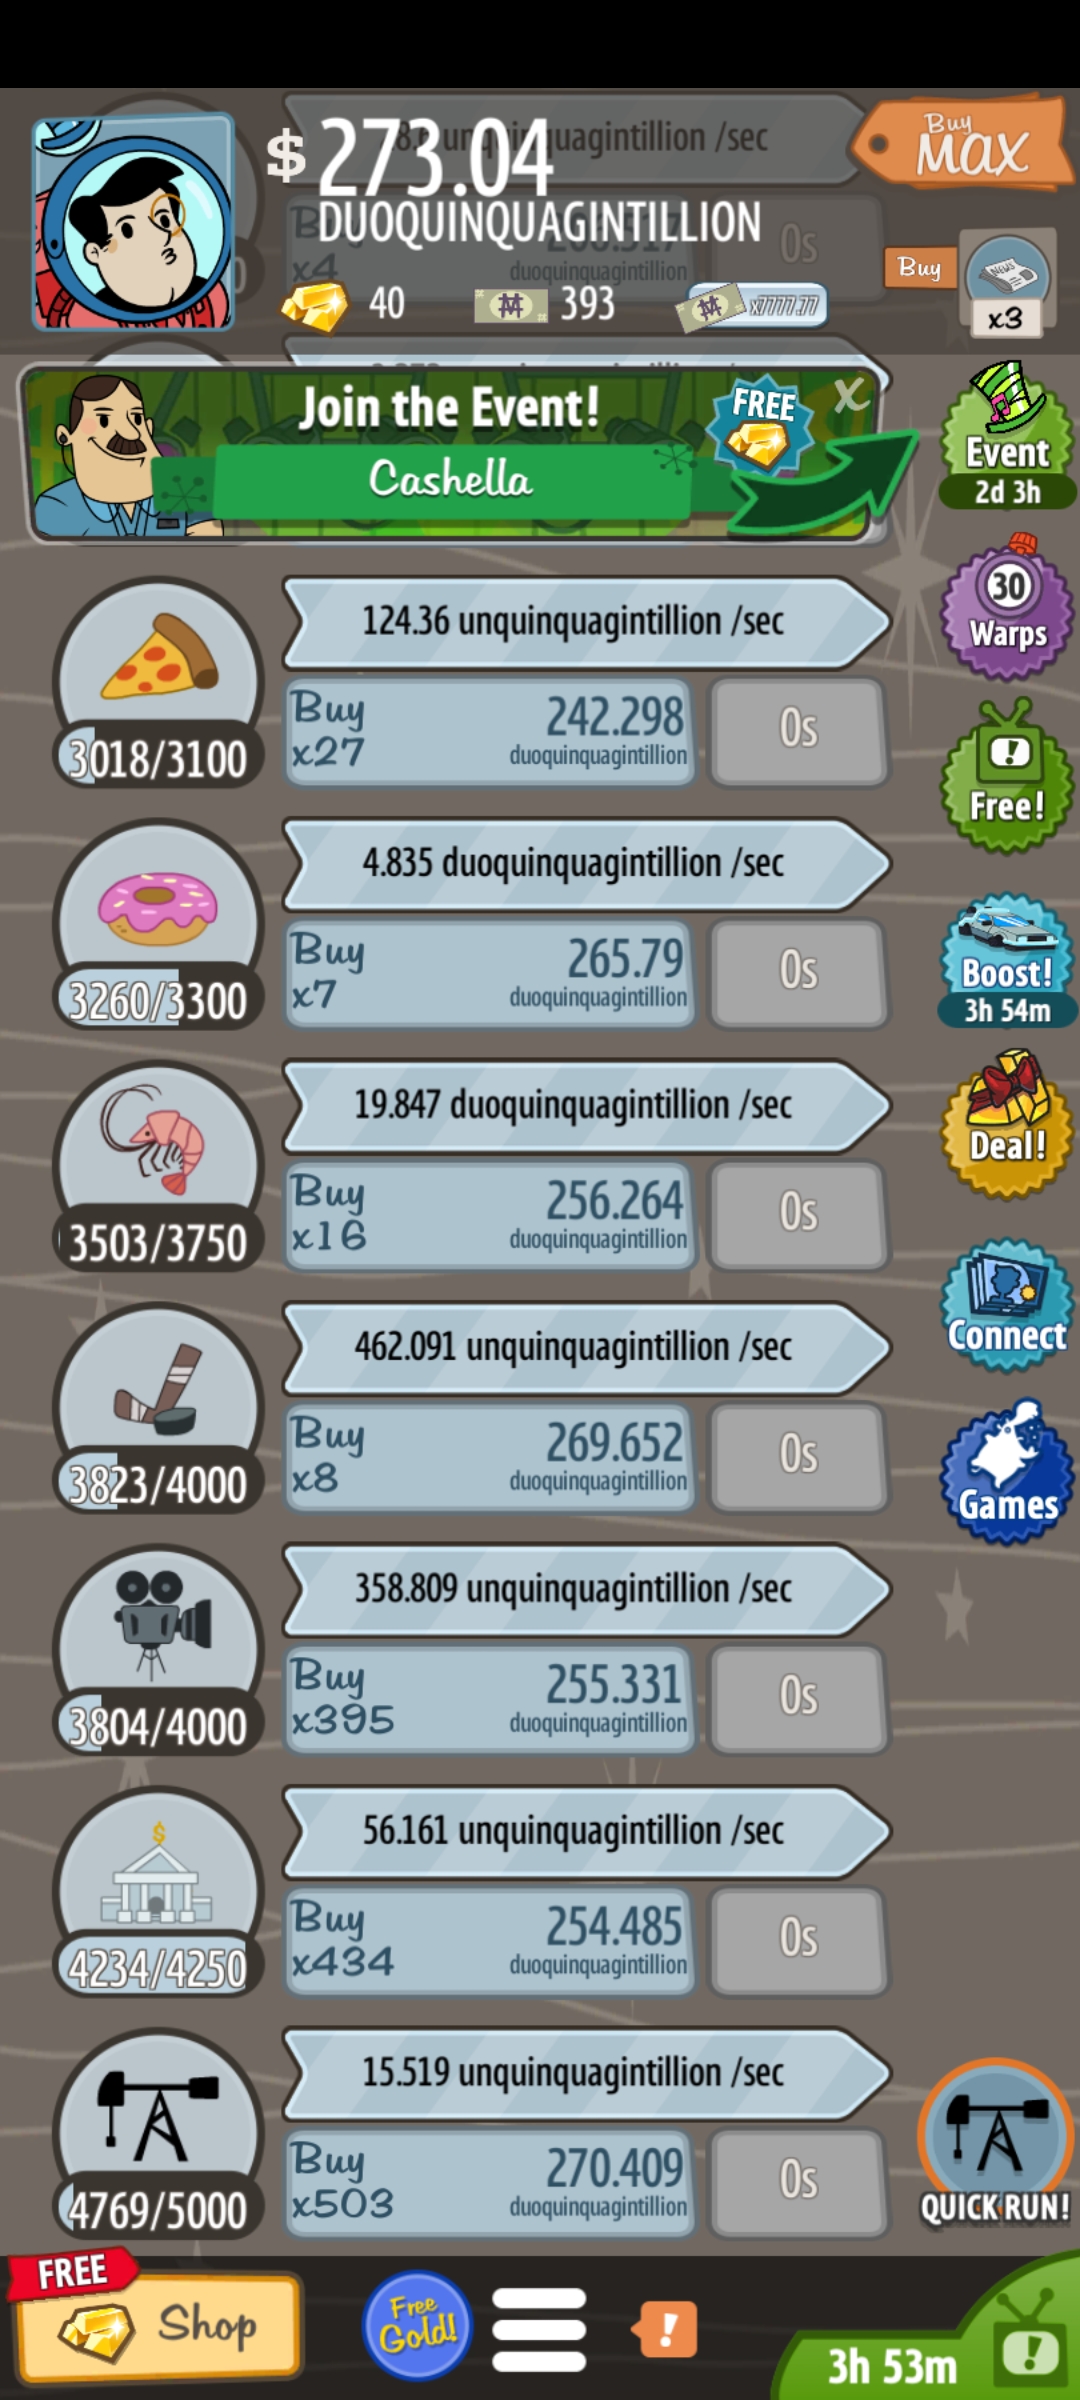 $ 273.04
DUOQUINQUAGINTILLION
Buy
MAX
40
393
x7777.77
Buy
NEWS
x3
/sec
Buy
x4
duoquinquagintillion
0s
Join the Event!
Cashella
FREE
X
Event
2d 3h
124.36 unquinquagintillion /sec
3018/3100
Buy
x27
242.298
duoquinquagintillion
0s
30
Warps
!
Free!
4.835 duoquinquagintillion /sec
3260/3300
Buy
x7
265.79
duoquinquagintillion
0s
Boost!
3h 54m
19.847 duoquinquagintillion /sec
3503/3750
Buy
x16
256.264
duoquinquagintillion
0s
Deal!
462.091 unquinquagintillion /sec
3823/4000
Buy
x8
269.652
duoquinquagintillion
0s
Connect
Games
358.809 unquinquagintillion /sec
3804/4000
Buy
x395
255.331
duoquinquagintillion
0s
$
56.161 unquinquagintillion /sec
4234/4250
Buy
x434
254.485
duoquinquagintillion
0s
15.519 unquinquagintillion /sec
4769/5000
Buy
x503
270.409
duoquinquagintillion
0s
QUICK RUN!
FREE
Shop
Free
Gold!
!
3h 53m
!